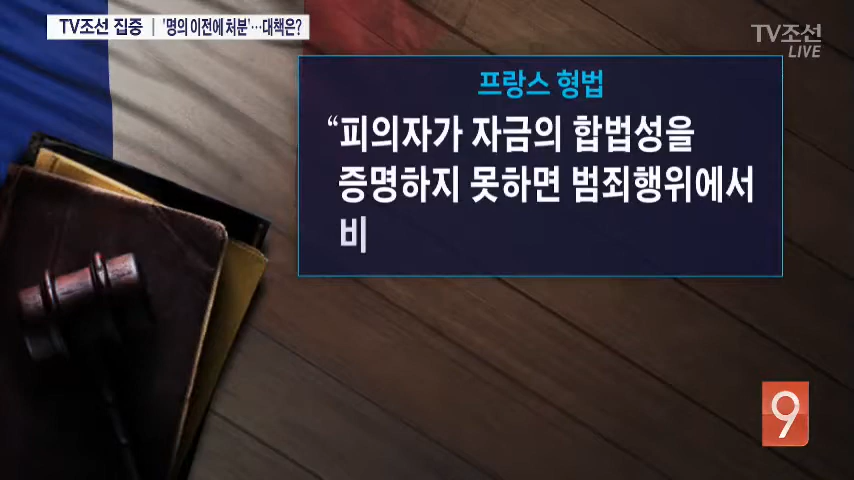 TV조선 집중 | '명의 이전에 처분'…대책은?
TV조선
LIVE
프랑스 형법
“피의자가 자금의 합법성을
증명하지 못하면 범죄행위에서
비
9